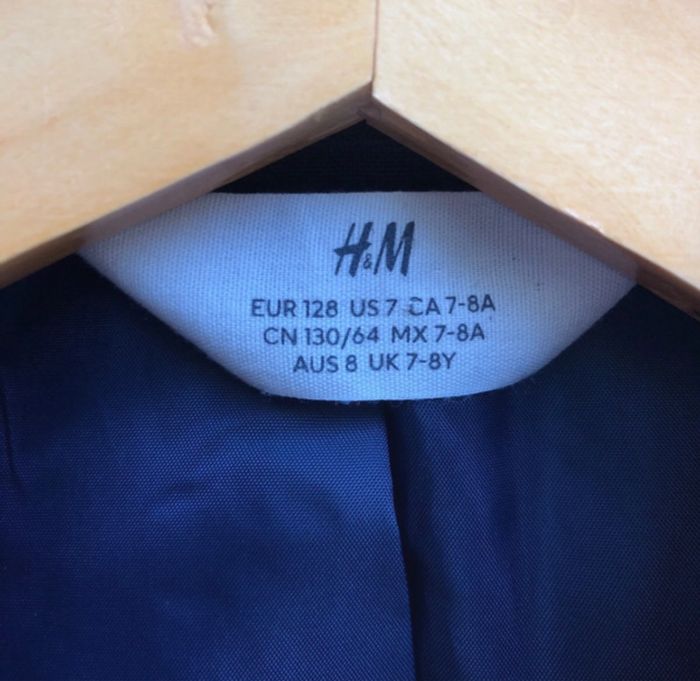 H&M
EUR 128 US 7 CA 7-8A
CN 130/64 MX 7-8A
AUS 8 UK 7-8Y